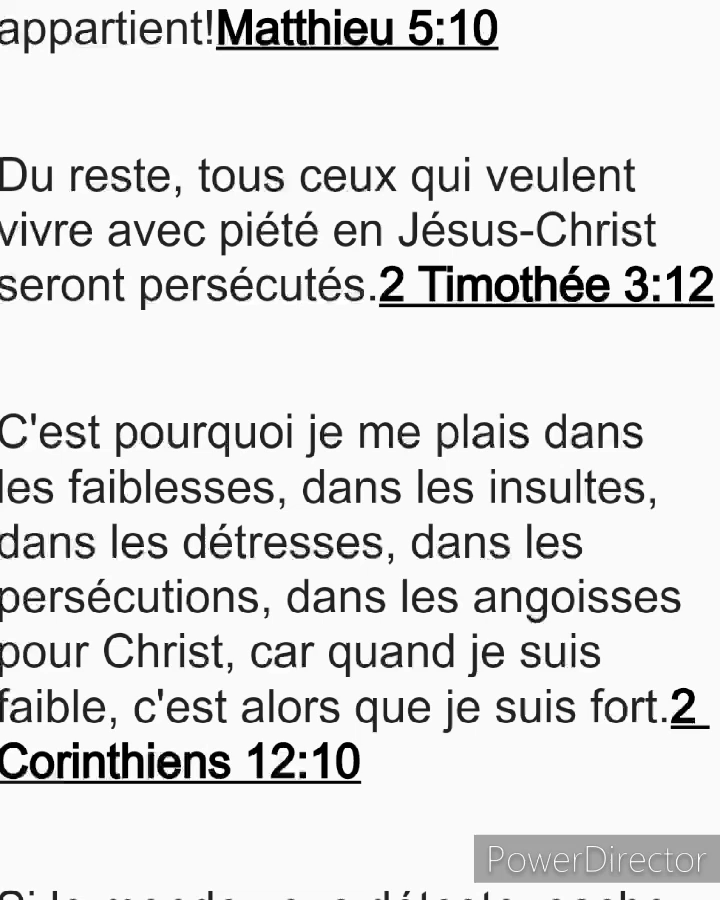 appartient!Matthieu 5:10
Du reste, tous ceux qui veulent
vivre avec piété en Jésus-Christ
seront persécutés.2 Timothée 3:12
C'est pourquoi je me plais dans
les faiblesses, dans les insultes,
dans les détresses, dans les
persécutions, dans les angoisses
pour Christ, car quand je suis
faible, c'est alors que je suis fort.2
Corinthiens 12:10
PowerDirector